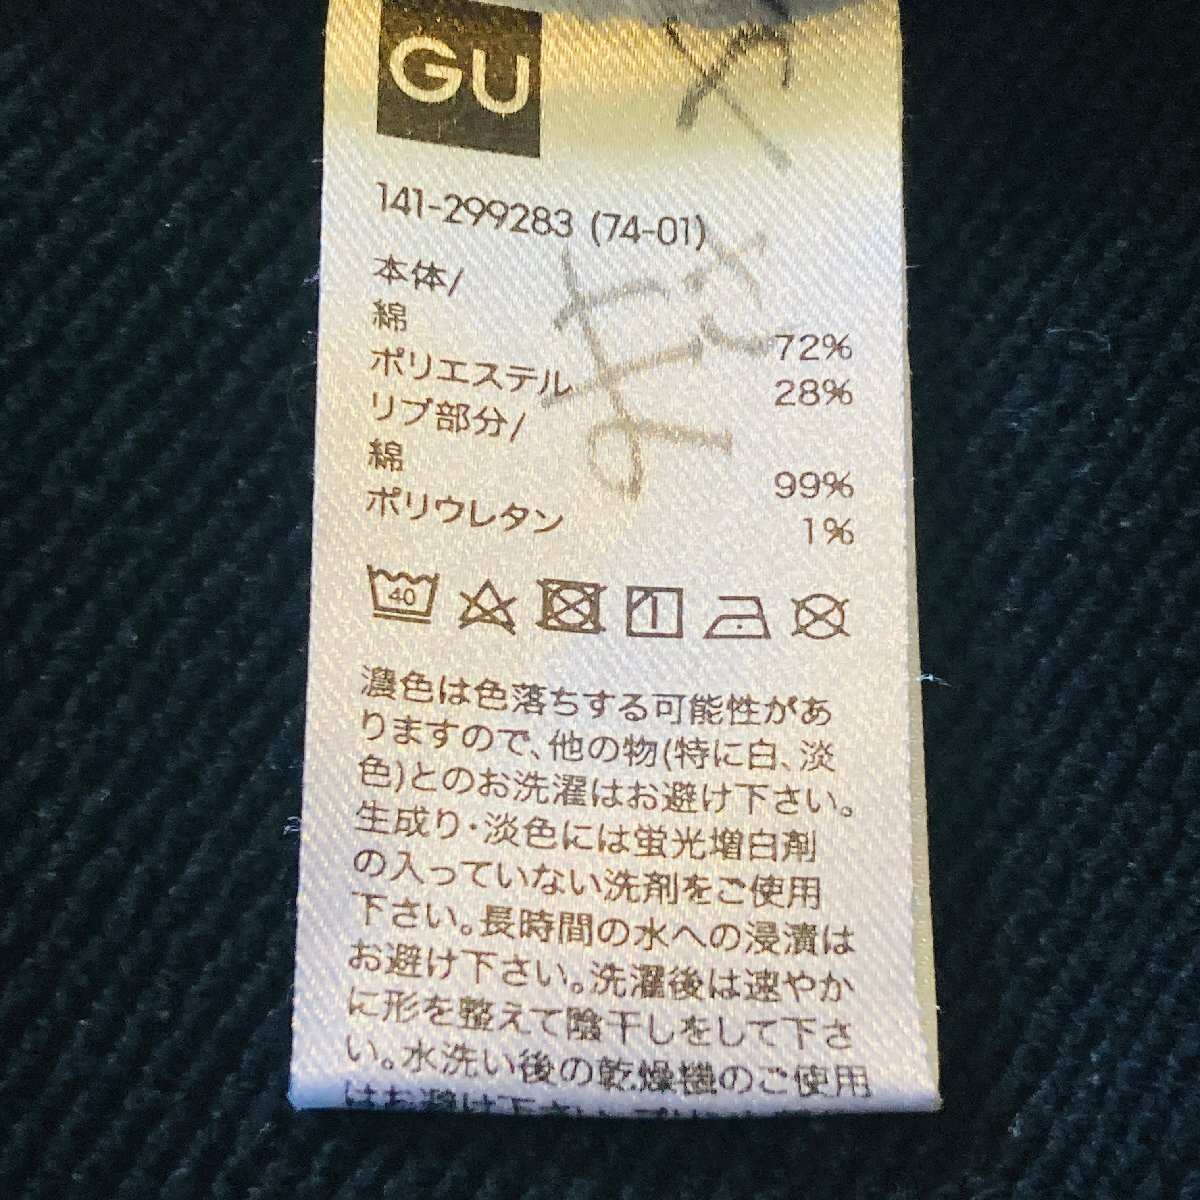 GU
141-299283 (74-01)
本体/
綿 72%
ポリエステル 28%
リブ部分/
綿 99%
ポリウレタン 1%
40
濃色は色落ちする可能性があ
りますので、他の物(特に白、淡
色)とのお洗濯はお避け下さい。
生成り・淡色には蛍光増白剤
の入っていない洗剤をご使用
下さい。長時間の水への浸漬は
お避け下さい。洗濯後は速やか
に形を整えて陰干しをして下さ
い。水洗い後の乾燥機のご使用
はお避け下さい。